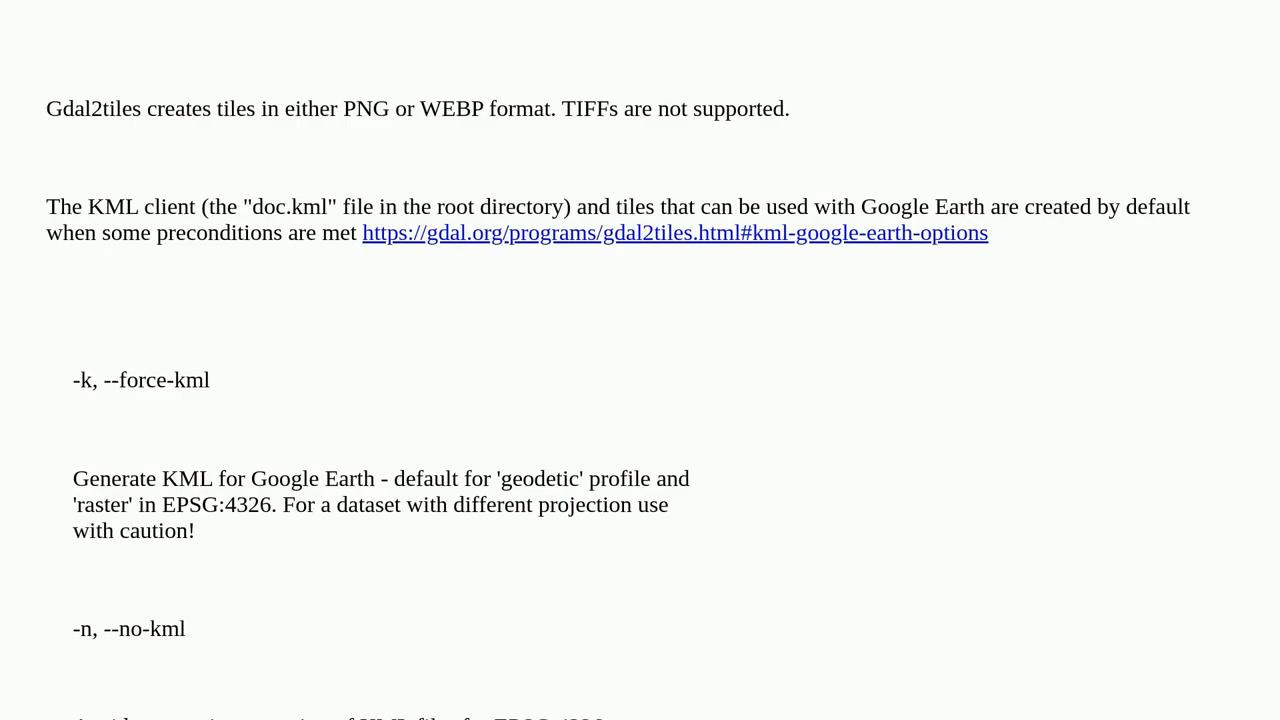 Gdal2tiles creates tiles in either PNG or WEBP format. TIFFs are not supported.
The KML client (the "doc.kml" file in the root directory) and tiles that can be used with Google Earth are created by default
when some preconditions are met https://gdal.org/programs/gdal2tiles.html#kml-google-earth-options
-k, --force-kml
Generate KML for Google Earth - default for 'geodetic' profile and
'raster' in EPSG:4326. For a dataset with different projection use
with caution!
-n, --no-kml